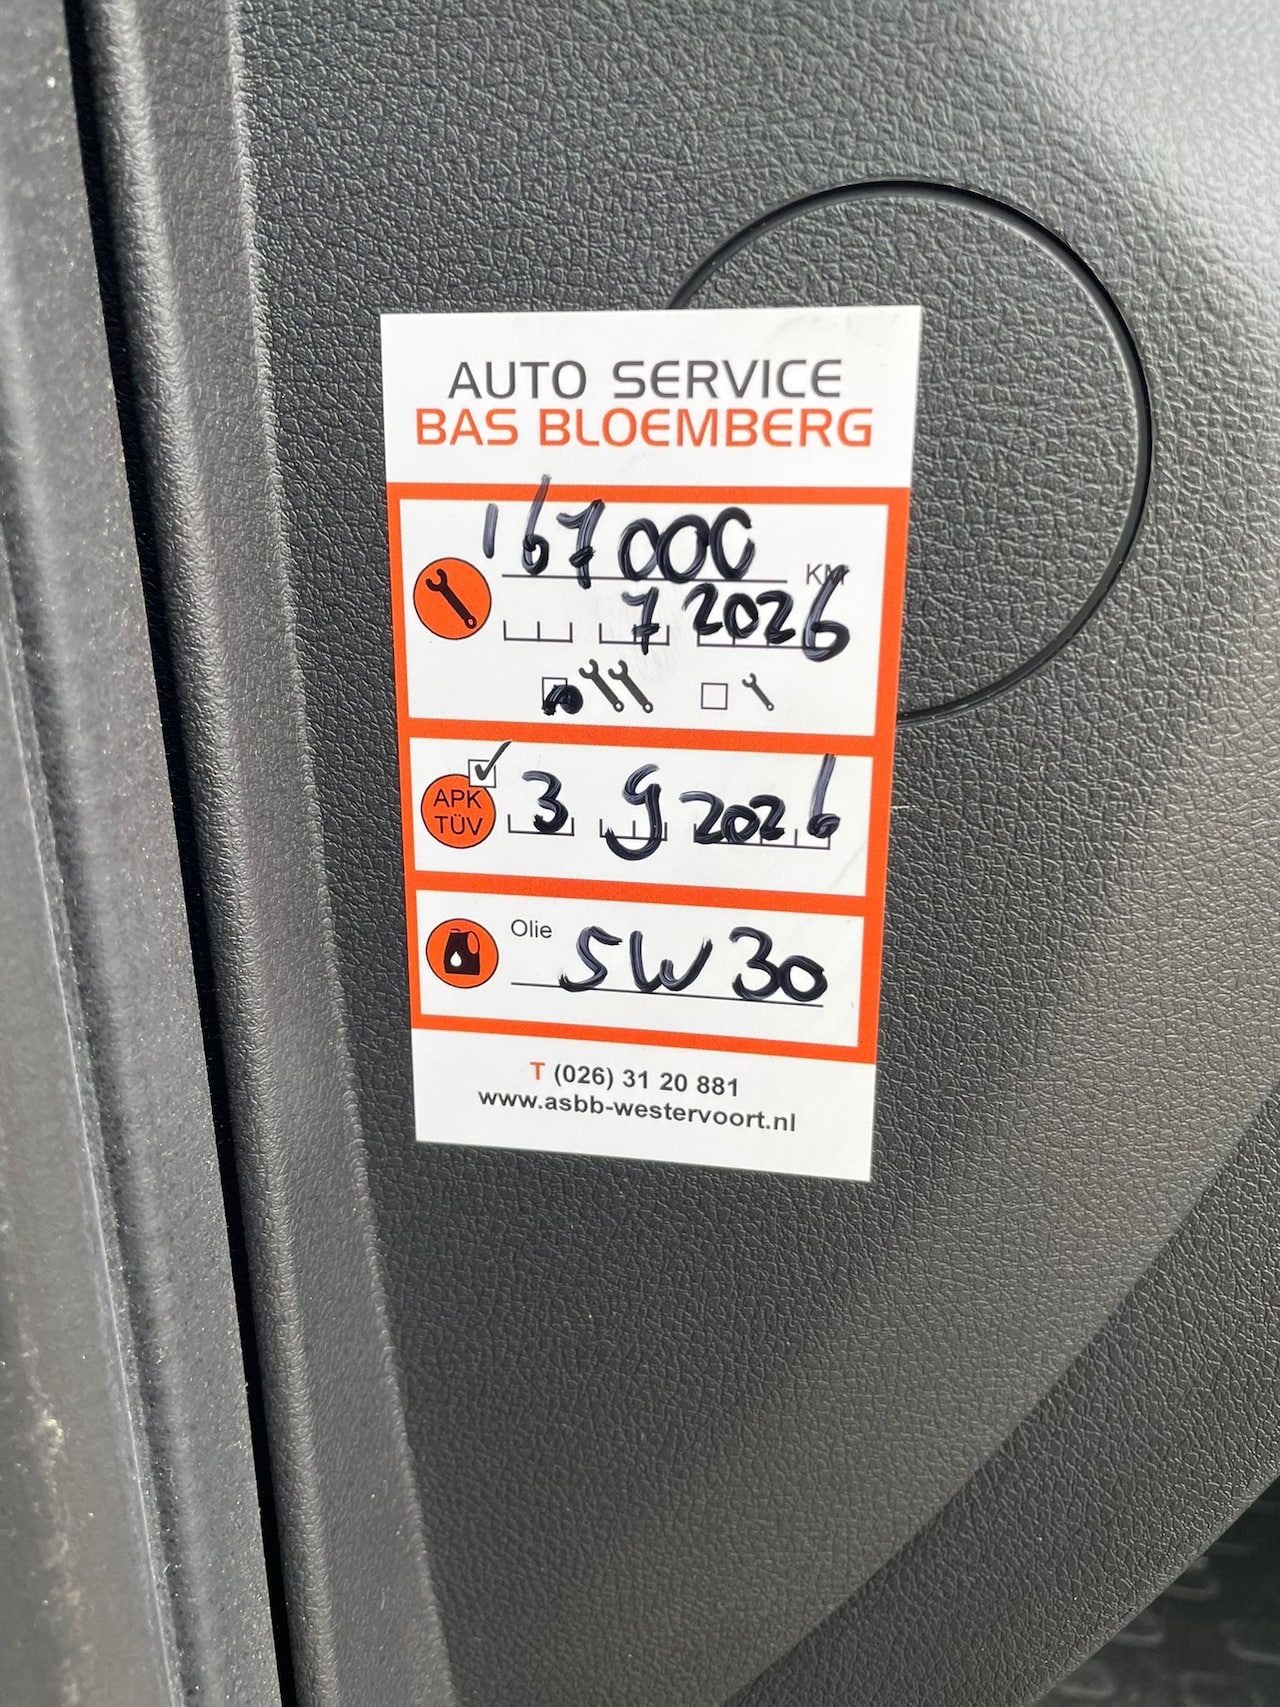 AUTO SERVICE
BAS BLOEMBERG
167000 KM
7 2026
APK TÜV 3 9 2026
Olie 5W30
T (026) 31 20 881
www.asbb-westervoort.nl